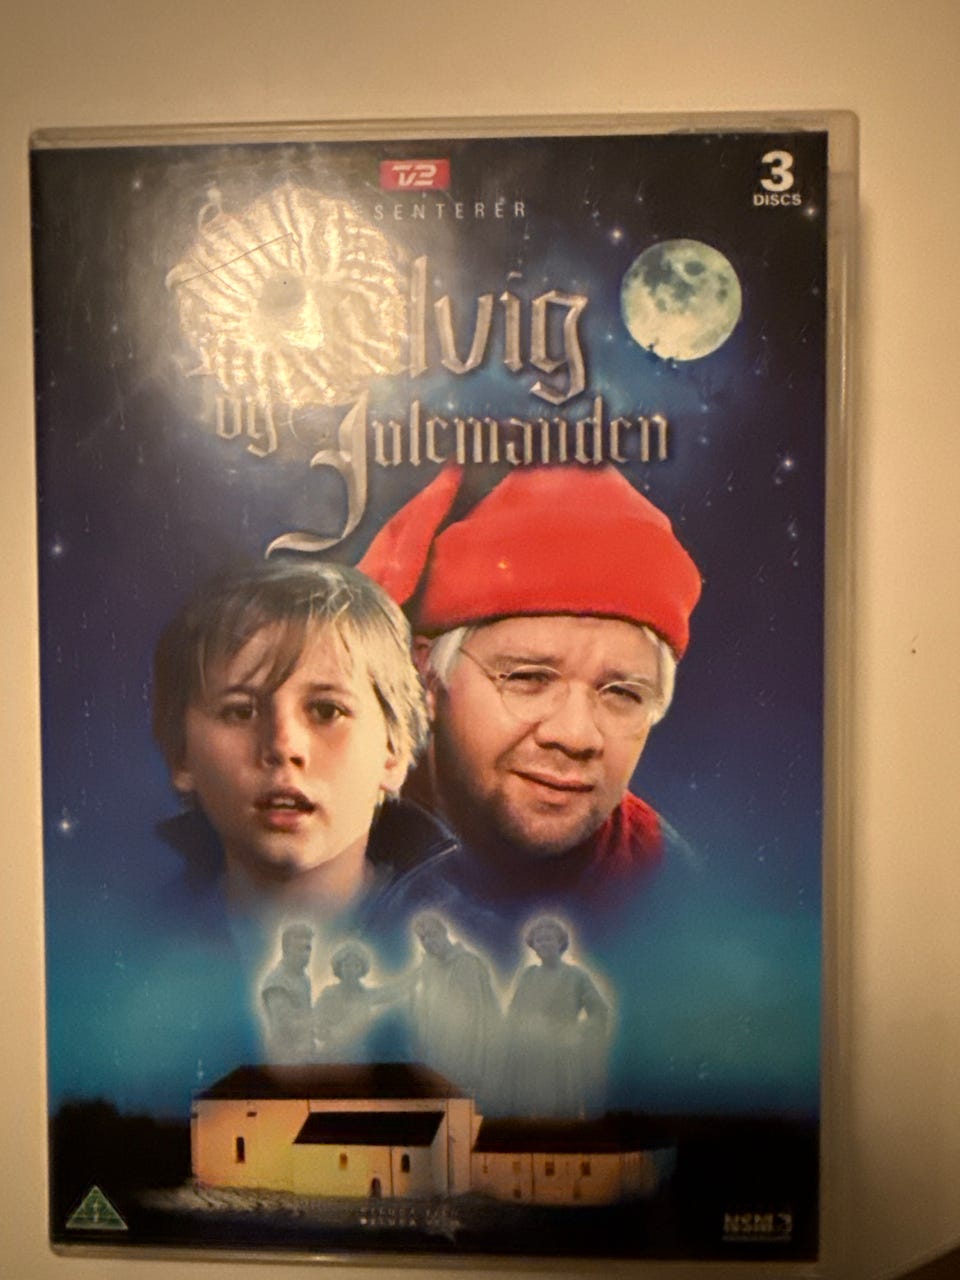 TV2
SENTERER
3
DISCS
lvig
og Julemanden